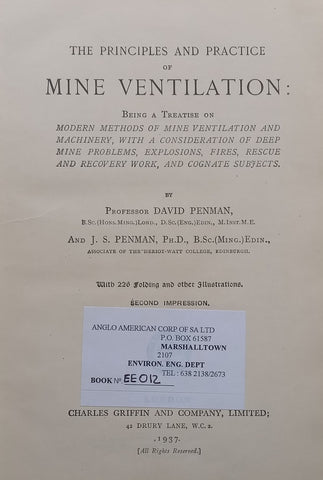 THE PRINCIPLES AND PRACTICE
OF
MINE VENTILATION:
BEING A TREATISE ON
MODERN METHODS OF MINE VENTILATION AND
MACHINERY, WITH A CONSIDERATION OF DEEP
MINE PROBLEMS, EXPLOSIONS, FIRES, RESCUE
AND RECOVERY WORK, AND COGNATE SUBJECTS.
BY
PROFESSOR DAVID PENMAN,
B.SC.(HONS.MING.)LOND., D.SC.(ENG.)EDIN., M.INST.M.E.
AND J. S. PENMAN, PH.D., B.SC.(MING.)EDIN.,
ASSOCIATE OF THE HERIOT-WATT COLLEGE, EDINBURGH.
With 226 Folding and other Illustrations.
SECOND IMPRESSION.
ANGLO AMERICAN CORP OF SA LTD
P.O. BOX 61587
MARSHALLTOWN
2107
ENVIRON. ENG. DEPT
TEL : 638 2138/2673
BOOK Nº. EE012
LONDON
CHARLES GRIFFIN AND COMPANY, LIMITED;
42 DRURY LANE, W.C.2.
1937.
[All Rights Reserved.]